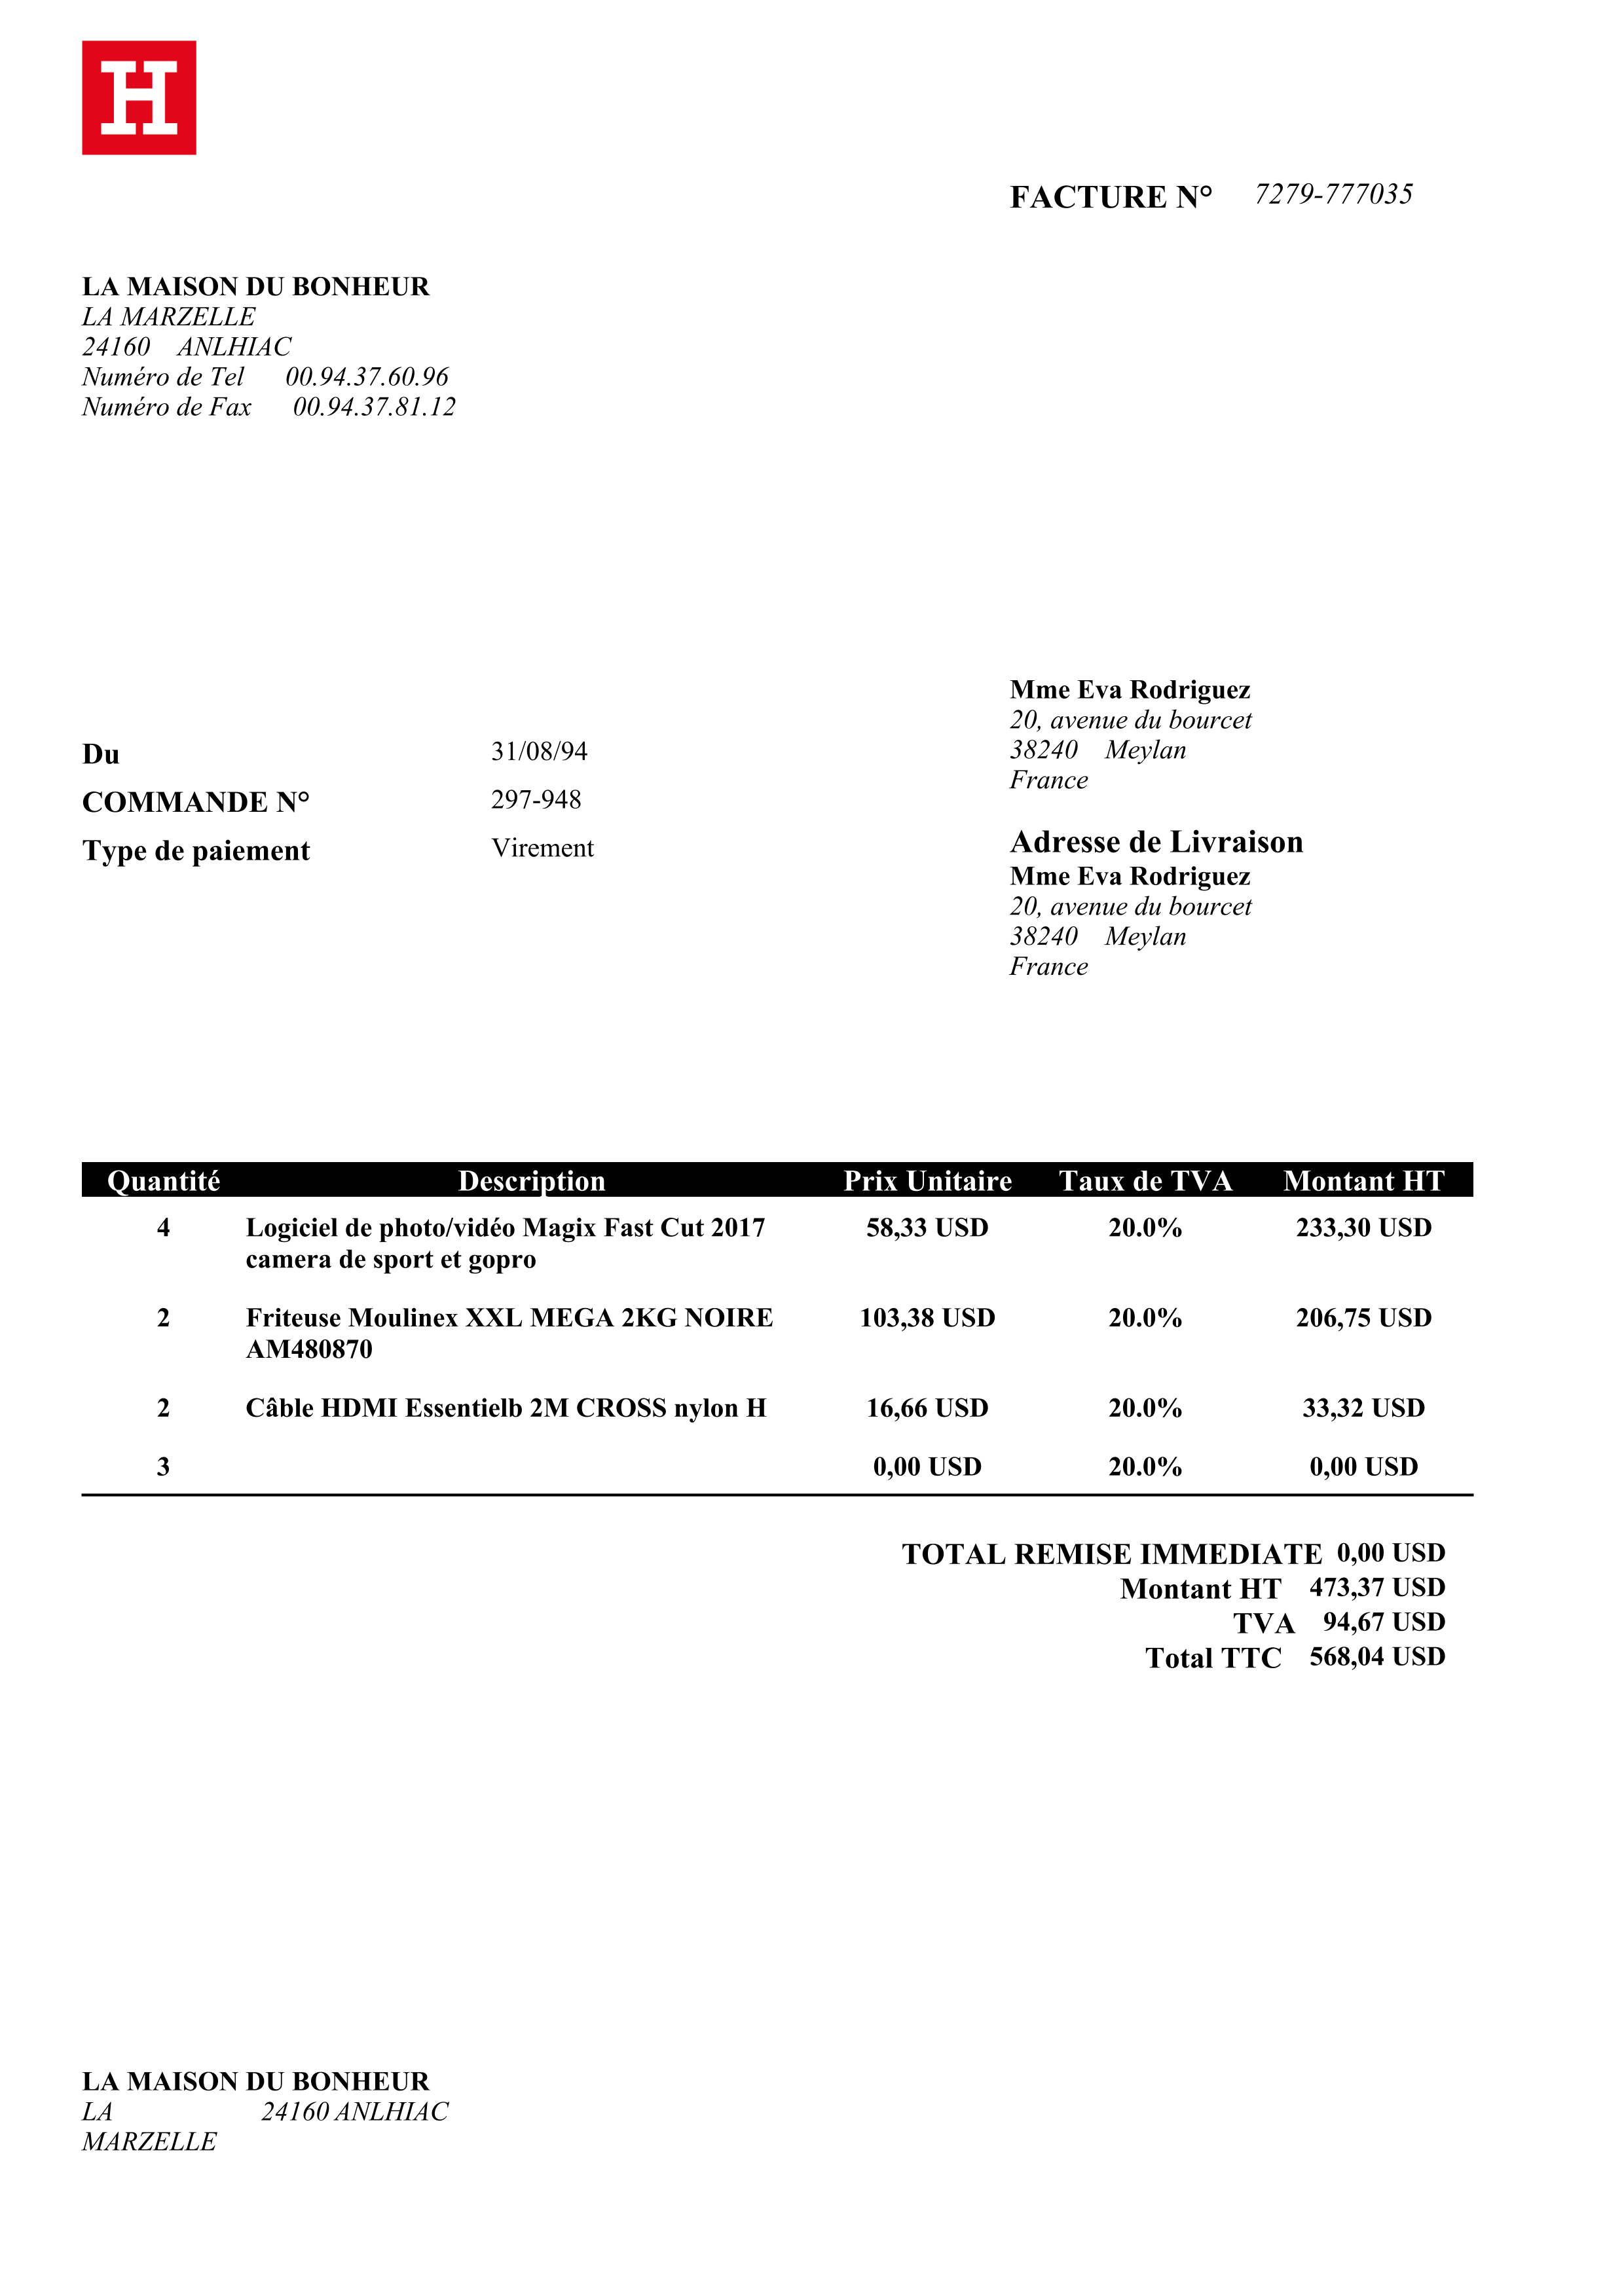 H
FACTURE N° 7279-777035
LA MAISON DU BONHEUR
LA MARZELLE
24160 ANLHIAC
Numéro de Tel 00.94.37.60.96
Numéro de Fax 00.94.37.81.12
Mme Eva Rodriguez
20, avenue du bourcet
38240 Meylan
France
Du 31/08/94
COMMANDE N° 297-948
Type de paiement Virement
Adresse de Livraison
Mme Eva Rodriguez
20, avenue du bourcet
38240 Meylan
France
Quantité Description Prix Unitaire Taux de TVA Montant HT
4 Logiciel de photo/vidéo Magix Fast Cut 2017 58,33 USD 20.0% 233,30 USD
camera de sport et gopro
2 Friteuse Moulinex XXL MEGA 2KG NOIRE 103,38 USD 20.0% 206,75 USD
AM480870
2 Câble HDMI Essentielb 2M CROSS nylon H 16,66 USD 20.0% 33,32 USD
3 0,00 USD 20.0% 0,00 USD
TOTAL REMISE IMMEDIATE 0,00 USD
Montant HT 473,37 USD
TVA 94,67 USD
Total TTC 568,04 USD
LA MAISON DU BONHEUR
LA 24160 ANLHIAC
MARZELLE